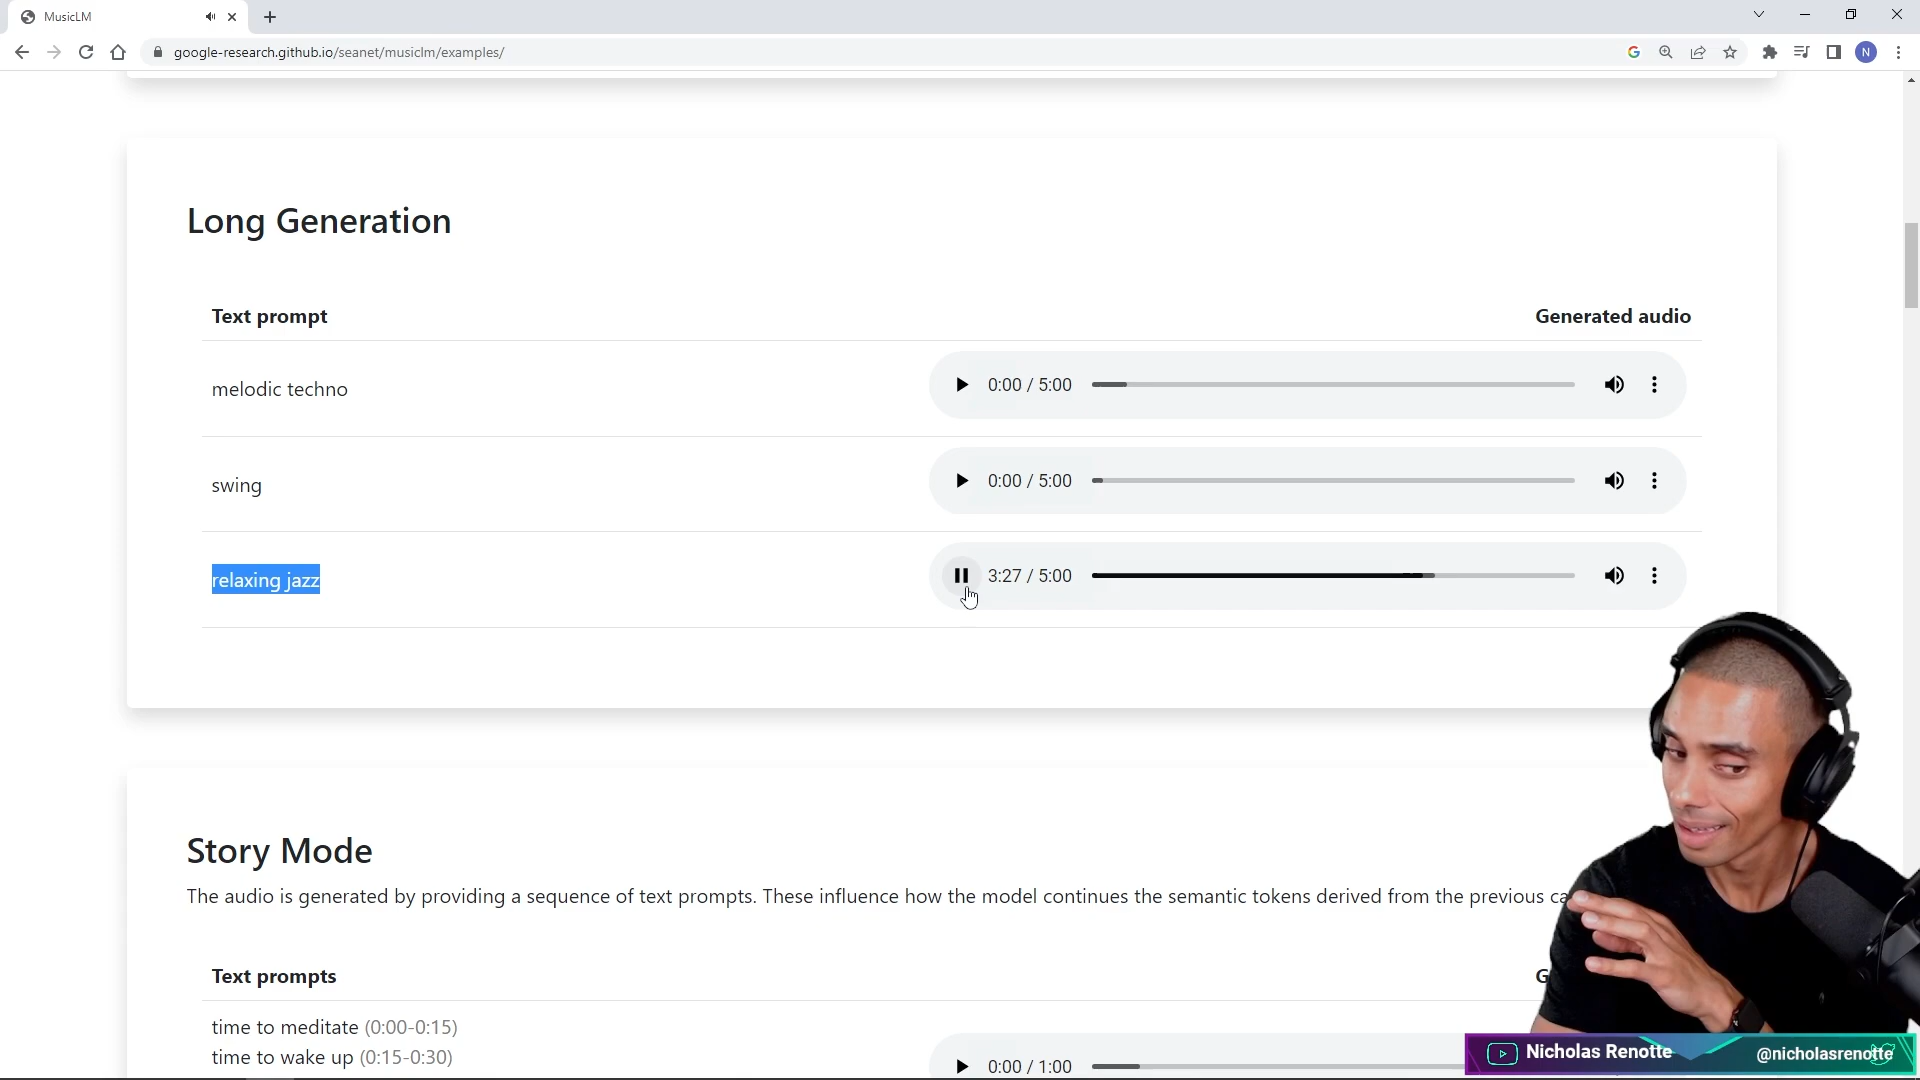 MusicLM
google-research.github.io/seanet/musiclm/examples/
N
Long Generation
Text prompt
Generated audio
melodic techno
0:00 / 5:00
swing
0:00 / 5:00
relaxing jazz
3:27 / 5:00
Story Mode
The audio is generated by providing a sequence of text prompts. These influence how the model continues the semantic tokens derived from the previous ca
Text prompts
G
time to meditate (0:00-0:15)
time to wake up (0:15-0:30)
0:00 / 1:00
Nicholas Renotte
@nicholasrenotte